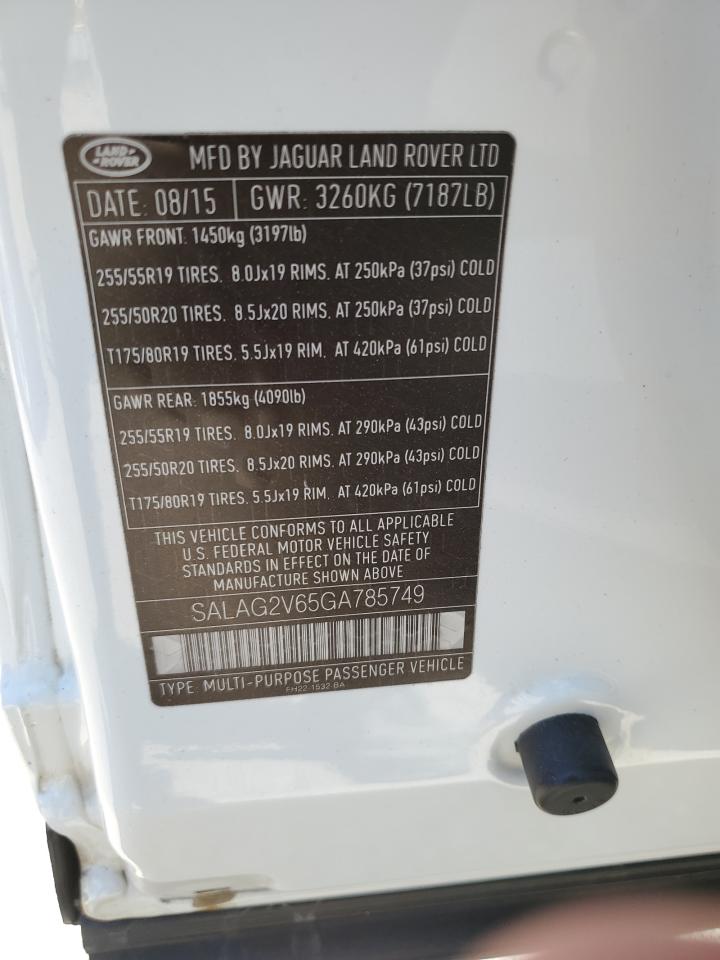 LAND ROVER MFD BY JAGUAR LAND ROVER LTD
DATE: 08/15 GWR: 3260KG (7187LB)
GAWR FRONT: 1450kg (3197lb)
255/55R19 TIRES. 8.0Jx19 RIMS. AT 250kPa (37psi) COLD
255/50R20 TIRES. 8.5Jx20 RIMS. AT 250kPa (37psi) COLD
T175/80R19 TIRES. 5.5Jx19 RIM. AT 420kPa (61psi) COLD
GAWR REAR: 1855kg (4090lb)
255/55R19 TIRES. 8.0Jx19 RIMS. AT 290kPa (43psi) COLD
255/50R20 TIRES. 8.5Jx20 RIMS. AT 290kPa (43psi) COLD
T175/80R19 TIRES. 5.5Jx19 RIM. AT 420kPa (61psi) COLD
THIS VEHICLE CONFORMS TO ALL APPLICABLE
U.S. FEDERAL MOTOR VEHICLE SAFETY
STANDARDS IN EFFECT ON THE DATE OF
MANUFACTURE SHOWN ABOVE
SALAG2V65GA785749
TYPE: MULTI-PURPOSE PASSENGER VEHICLE
FH22 1532 BA